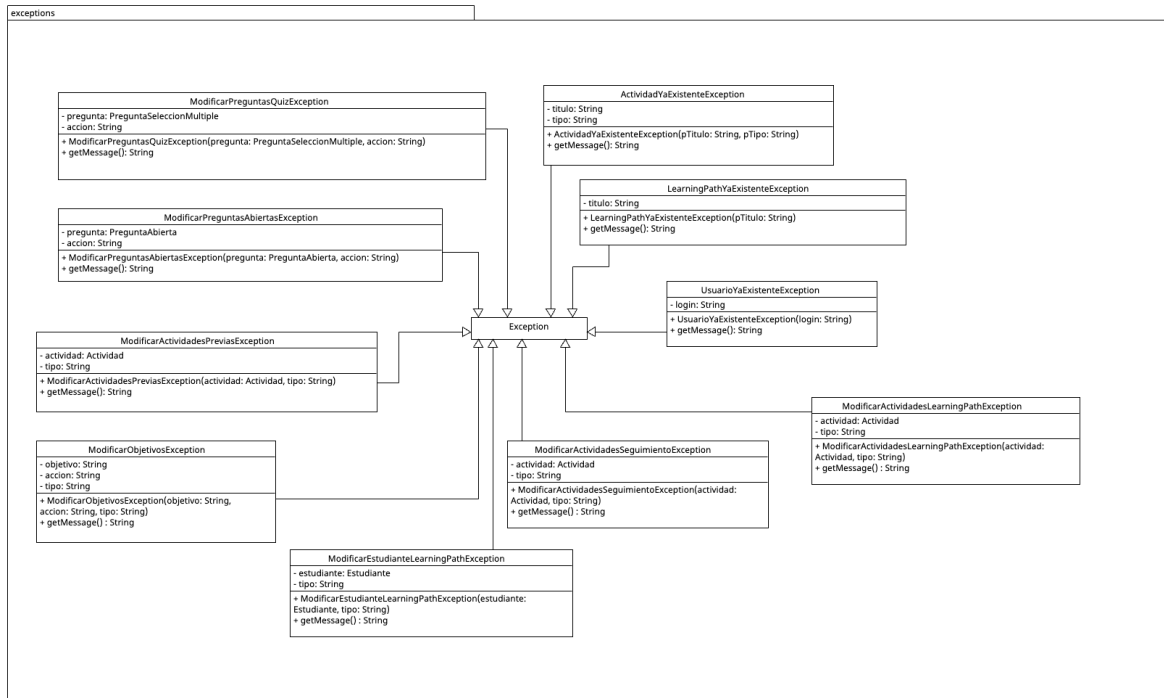 exceptions
ModificarPreguntasQuizException
- pregunta: PreguntaSeleccionMultiple
- accion: String
+ ModificarPreguntasQuizException(pregunta: PreguntaSeleccionMultiple, accion: String)
+ getMessage(): String
ActividadYaExistenteException
- titulo: String
- tipo: String
+ ActividadYaExistenteException(pTitulo: String, pTipo: String)
+ getMessage(): String
LearningPathYaExistenteException
- titulo: String
+ LearningPathYaExistenteException(pTitulo: String)
+ getMessage(): String
ModificarPreguntasAbiertasException
- pregunta: PreguntaAbierta
- accion: String
+ ModificarPreguntasAbiertasException(pregunta: PreguntaAbierta, accion: String)
+ getMessage(): String
UsuarioYaExistenteException
- login: String
+ UsuarioYaExistenteException(login: String)
+ getMessage(): String
Exception
ModificarActividadesPreviasException
- actividad: Actividad
- tipo: String
+ ModificarActividadesPreviasException(actividad: Actividad, tipo: String)
+ getMessage(): String
ModificarActividadesLearningPathException
- actividad: Actividad
- tipo: String
+ ModificarActividadesLearningPathException(actividad:
Actividad, tipo: String)
+ getMessage() : String
ModificarObjetivosException
- objetivo: String
- accion: String
- tipo: String
+ ModificarObjetivosException(objetivo: String,
accion: String, tipo: String)
+ getMessage() : String
ModificarActividadesSeguimientoException
- actividad: Actividad
- tipo: String
+ ModificarActividadesSeguimientoException(actividad:
Actividad, tipo: String)
+ getMessage() : String
ModificarEstudianteLearningPathException
- estudiante: Estudiante
- tipo: String
+ ModificarEstudianteLearningPathException(estudiante:
Estudiante, tipo: String)
+ getMessage() : String